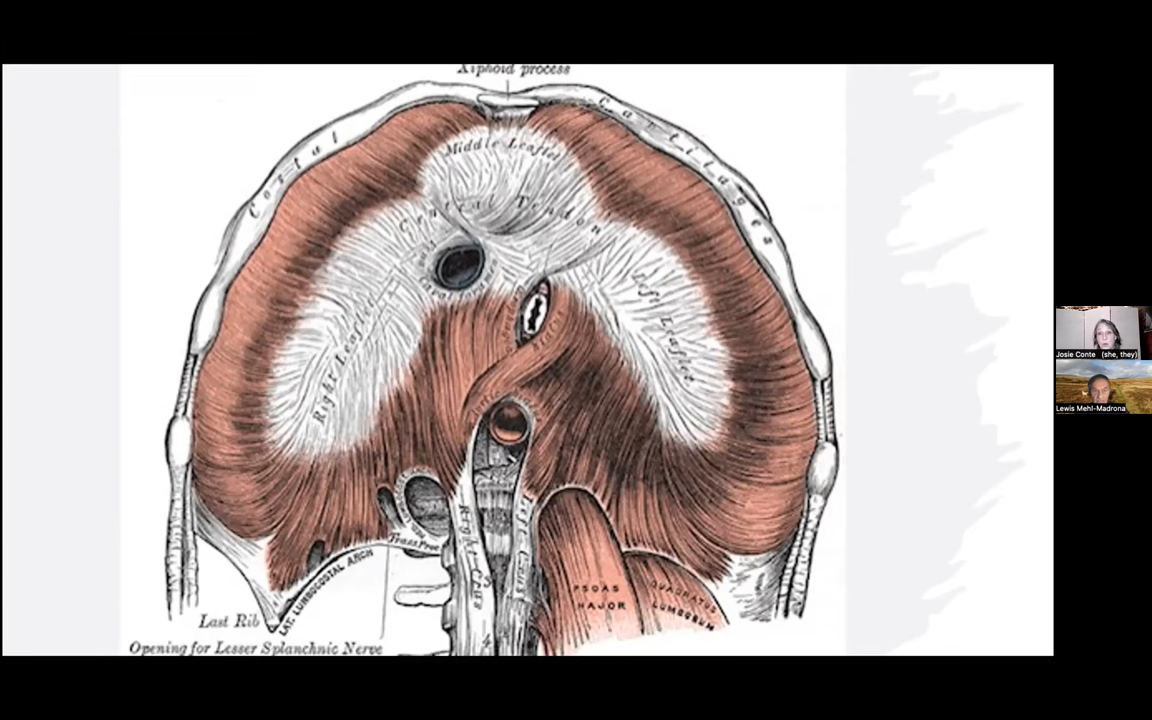 Xiphoid process
Costal
Cartilages
Middle Leaflet
Central Tendon
Right Leaflet
Left Leaflet
Josie Conte (she, they)
Lewis Mehl-Madrona
Trans Proc
Right Crus
Left Crus
PSOAS
MAJOR
QUADRATUS
LUMBORUM
LAT. LUMBOCOSTAL ARCH
Last Rib
Opening for Lesser Splanchnic Nerve